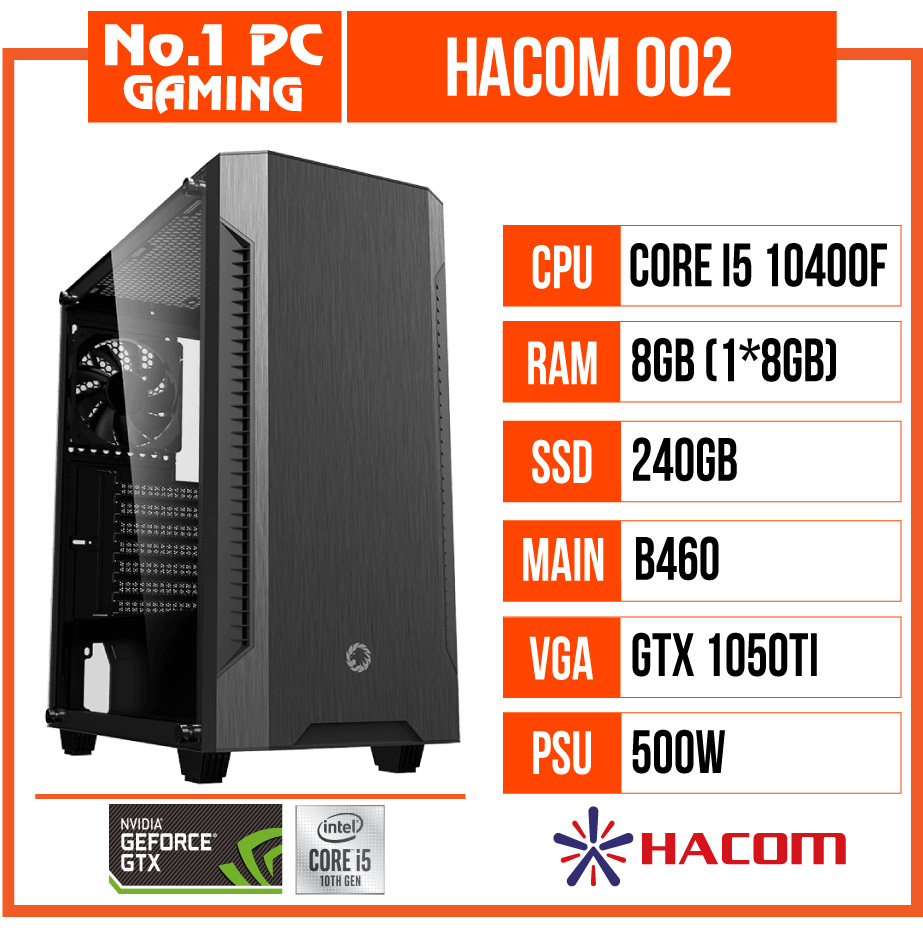 No.1 PC
GAMING
HACOM 002
CPU CORE I5 10400F
RAM 8GB (1*8GB)
SSD 240GB
MAIN B460
VGA GTX 1050TI
PSU 500W
NVIDIA®
GEFORCE®
GTX
intel®
CORE™ i5
10TH GEN
HACOM